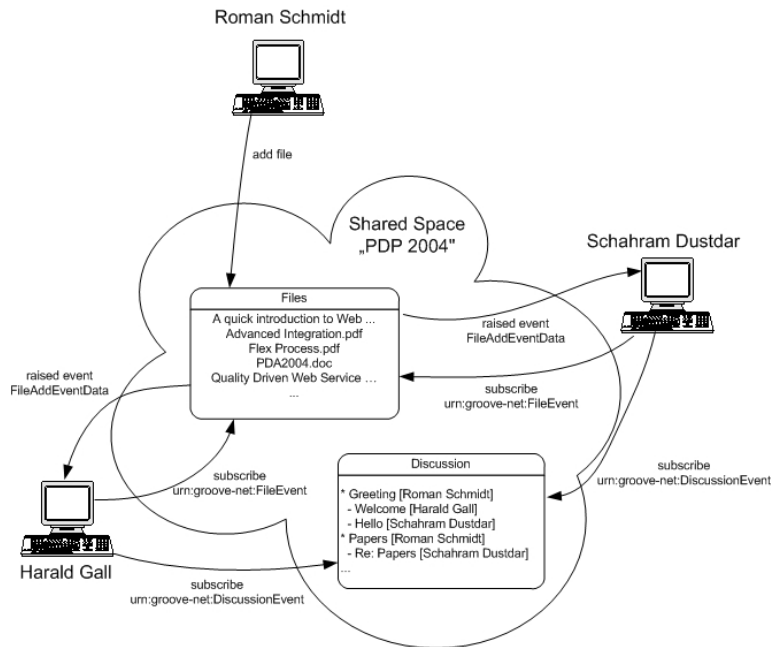 Roman Schmidt
add file
Shared Space
„PDP 2004"
Schahram Dustdar
Files
A quick introduction to Web ...
Advanced Integration.pdf
Flex Process.pdf
PDA2004.doc
Quality Driven Web Service ...
...
raised event
FileAddEventData
raised event
FileAddEventData
subscribe
urn:groove-net:FileEvent
subscribe
urn:groove-net:FileEvent
Discussion
* Greeting [Roman Schmidt]
- Welcome [Harald Gall]
- Hello [Schahram Dustdar]
* Papers [Roman Schmidt]
- Re: Papers [Schahram Dustdar]
...
subscribe
urn:groove-net:DiscussionEvent
Harald Gall
subscribe
urn:groove-net:DiscussionEvent